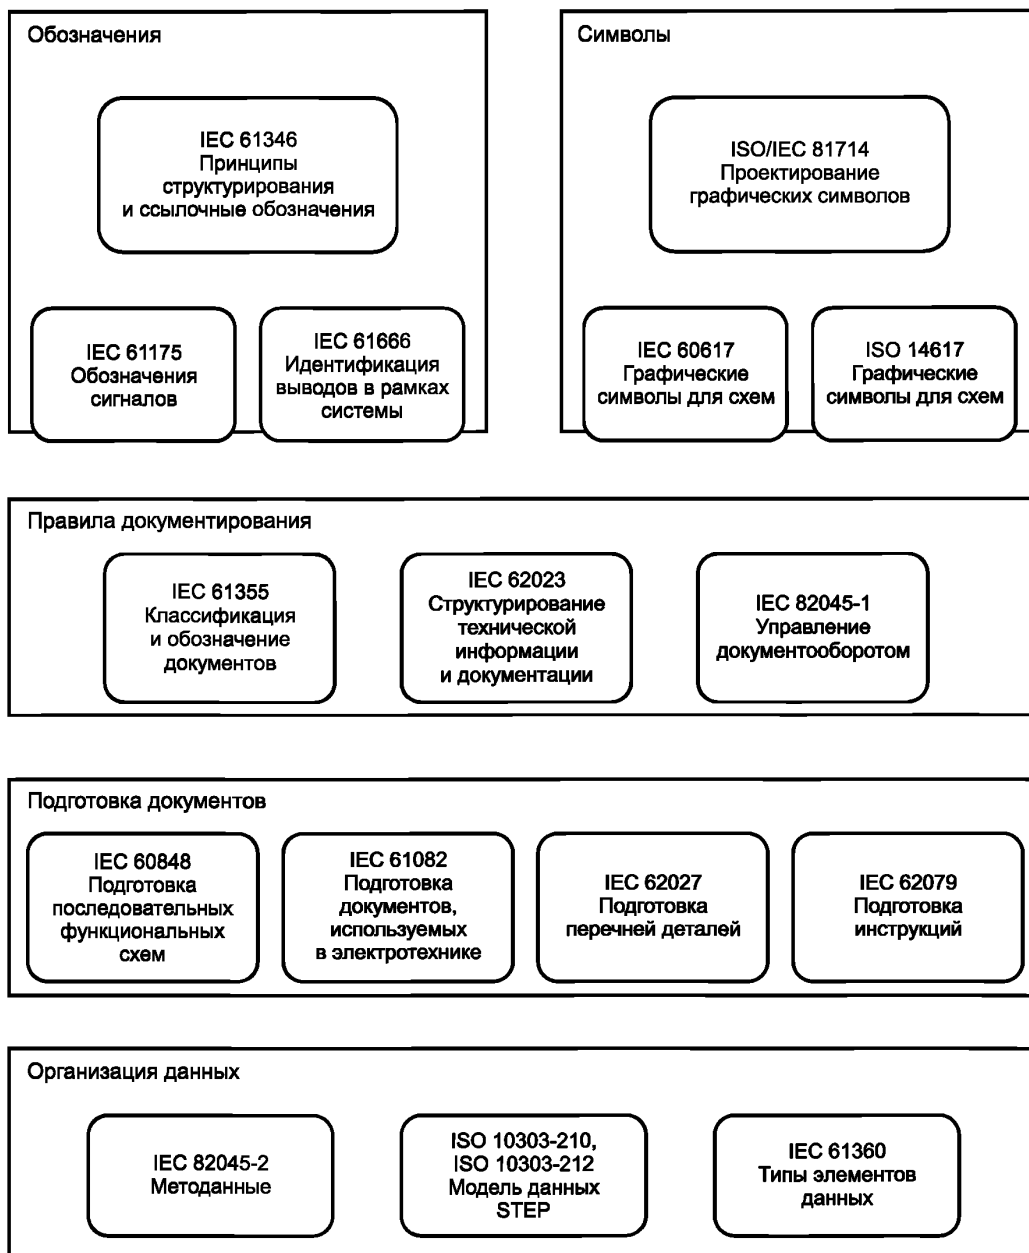 Обозначения
IEC 61346
Принципы
структурирования
и ссылочные обозначения
IEC 61175
Обозначения
сигналов
IEC 61666
Идентификация
выводов в рамках
системы
Символы
ISO/IEC 81714
Проектирование
графических символов
IEC 60617
Графические
символы для схем
ISO 14617
Графические
символы для схем
Правила документирования
IEC 61355
Классификация
и обозначение
документов
IEC 62023
Структурирование
технической
информации
и документации
IEC 82045-1
Управление
документооборотом
Подготовка документов
IEC 60848
Подготовка
последовательных
функциональных
схем
IEC 61082
Подготовка
документов,
используемых
в электротехнике
IEC 62027
Подготовка
перечней деталей
IEC 62079
Подготовка
инструкций
Организация данных
IEC 82045-2
Методанные
ISO 10303-210,
ISO 10303-212
Модель данных
STEP
IEC 61360
Типы элементов
данных